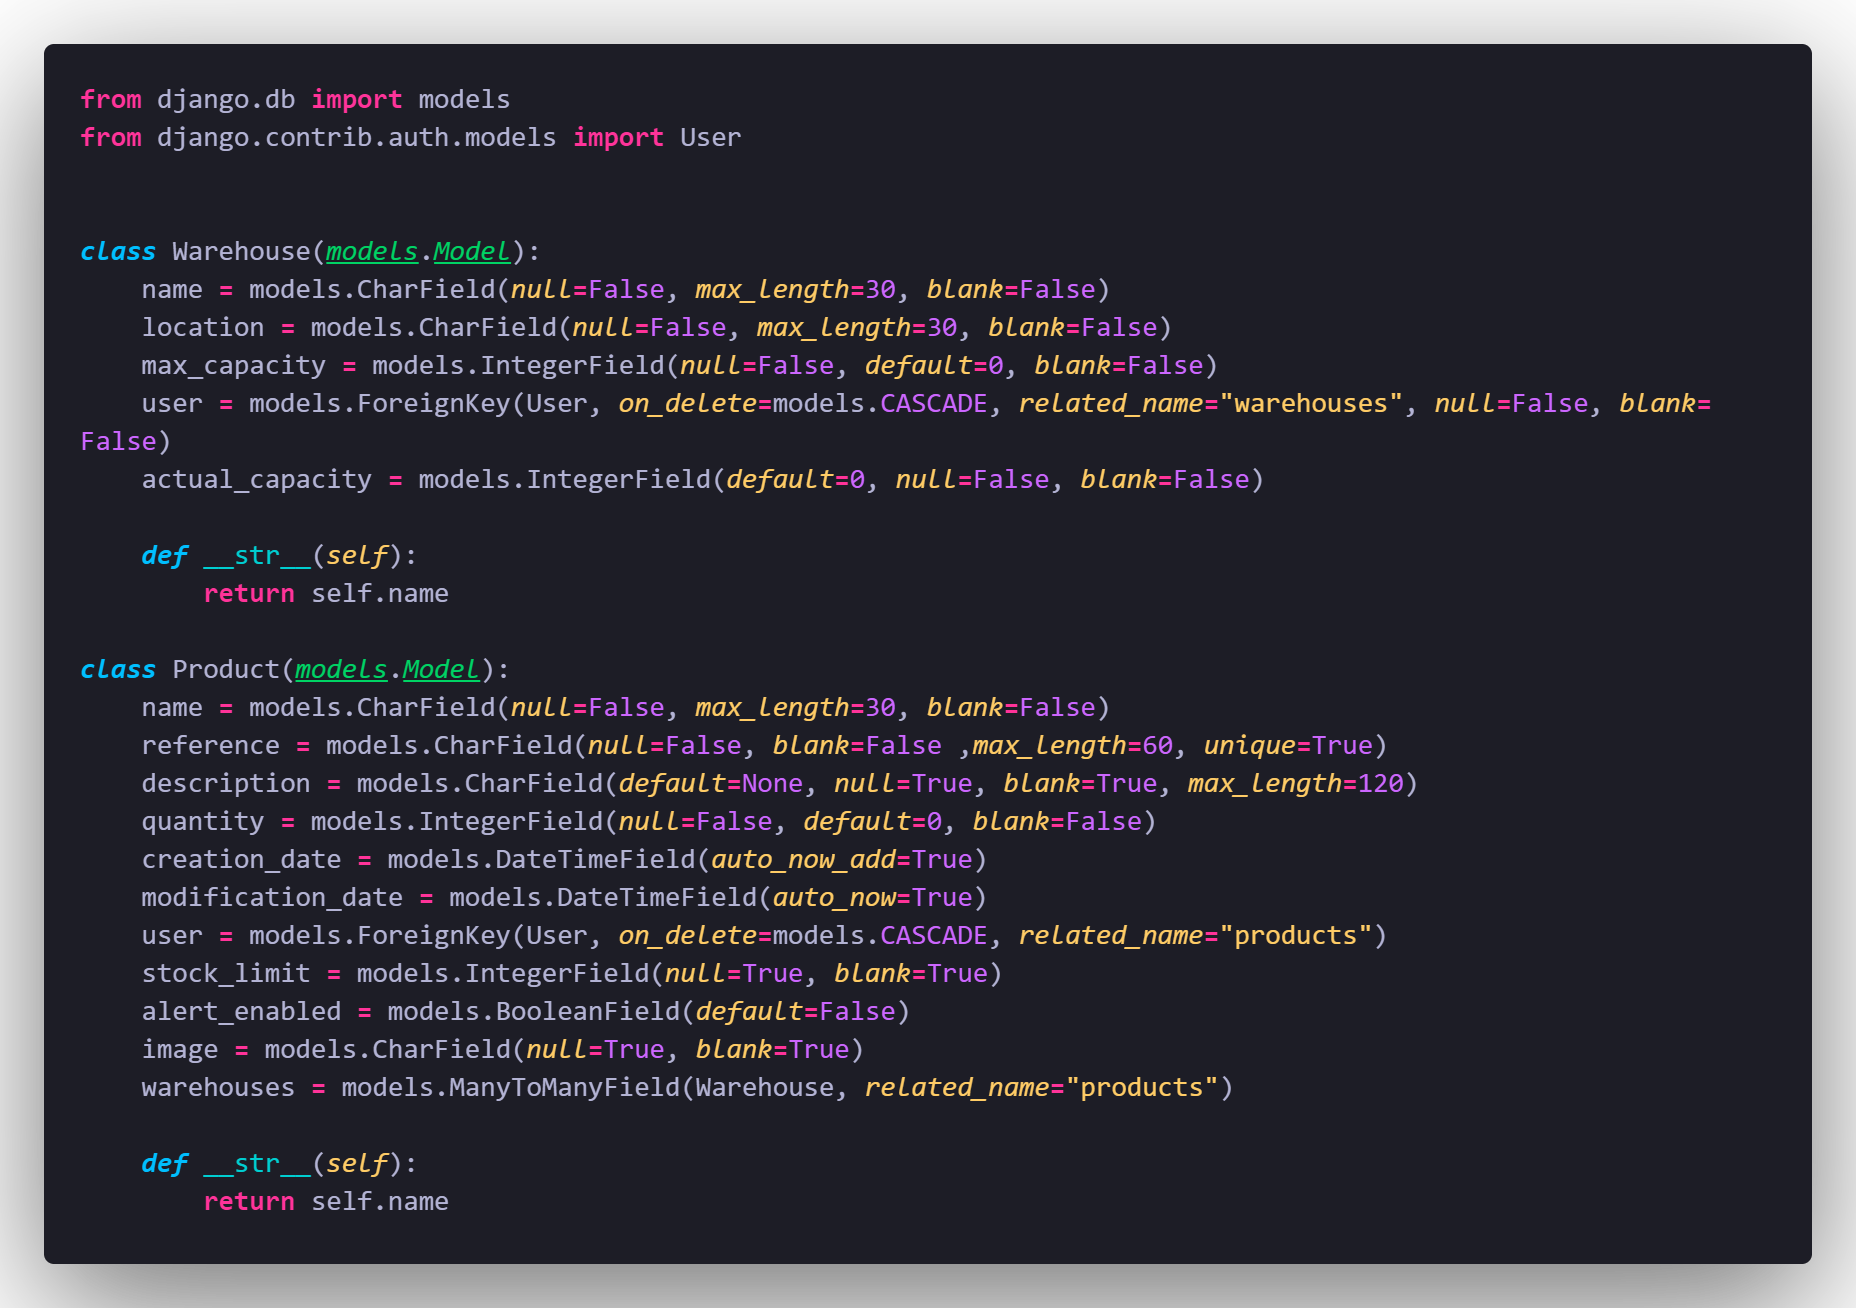 from django.db import models
from django.contrib.auth.models import User
class Warehouse(models.Model):
    name = models.CharField(null=False, max_length=30, blank=False)
    location = models.CharField(null=False, max_length=30, blank=False)
    max_capacity = models.IntegerField(null=False, default=0, blank=False)
    user = models.ForeignKey(User, on_delete=models.CASCADE, related_name="warehouses", null=False, blank=
False)
    actual_capacity = models.IntegerField(default=0, null=False, blank=False)
    def __str__(self):
        return self.name
class Product(models.Model):
    name = models.CharField(null=False, max_length=30, blank=False)
    reference = models.CharField(null=False, blank=False ,max_length=60, unique=True)
    description = models.CharField(default=None, null=True, blank=True, max_length=120)
    quantity = models.IntegerField(null=False, default=0, blank=False)
    creation_date = models.DateTimeField(auto_now_add=True)
    modification_date = models.DateTimeField(auto_now=True)
    user = models.ForeignKey(User, on_delete=models.CASCADE, related_name="products")
    stock_limit = models.IntegerField(null=True, blank=True)
    alert_enabled = models.BooleanField(default=False)
    image = models.CharField(null=True, blank=True)
    warehouses = models.ManyToManyField(Warehouse, related_name="products")
    def __str__(self):
        return self.name